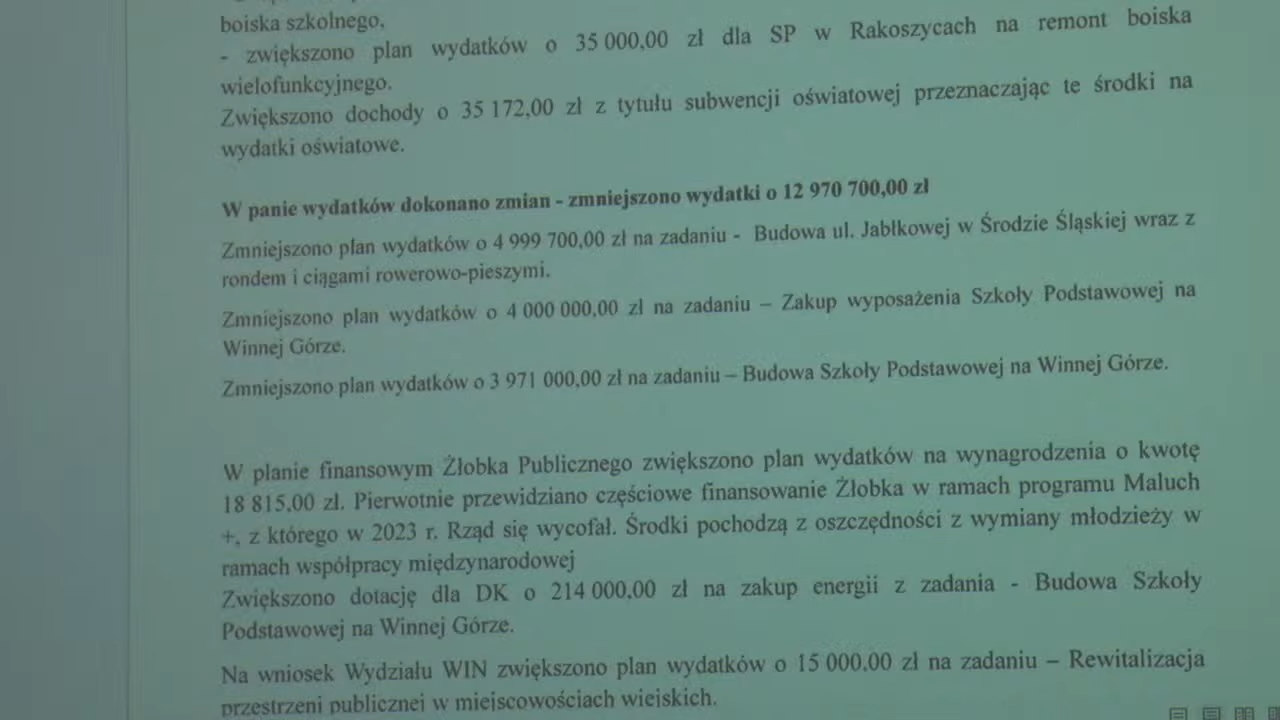 boiska szkolnego,
- zwiększono plan wydatków o 35 000,00 zł dla SP w Rakoszycach na remont boiska
wielofunkcyjnego.
Zwiększono dochody o 35 172,00 zł z tytułu subwencji oświatowej przeznaczając te środki na
wydatki oświatowe.
W panie wydatków dokonano zmian - zmniejszono wydatki o 12 970 700,00 zł
Zmniejszono plan wydatków o 4 999 700,00 zł na zadaniu - Budowa ul. Jabłkowej w Środzie Śląskiej wraz z
rondem i ciągami rowerowo-pieszymi.
Zmniejszono plan wydatków o 4 000 000,00 zł na zadaniu – Zakup wyposażenia Szkoły Podstawowej na
Winnej Górze.
Zmniejszono plan wydatków o 3 971 000,00 zł na zadaniu – Budowa Szkoły Podstawowej na Winnej Górze.
W planie finansowym Żłobka Publicznego zwiększono plan wydatków na wynagrodzenia o kwotę
18 815,00 zł. Pierwotnie przewidziano częściowe finansowanie Żłobka w ramach programu Maluch
+, z którego w 2023 r. Rząd się wycofał. Środki pochodzą z oszczędności z wymiany młodzieży w
ramach współpracy międzynarodowej
Zwiększono dotację dla DK o 214 000,00 zł na zakup energii z zadania - Budowa Szkoły
Podstawowej na Winnej Górze.
Na wniosek Wydziału WIN zwiększono plan wydatków o 15 000,00 zł na zadaniu – Rewitalizacja
przestrzeni publicznej w miejscowościach wiejskich.